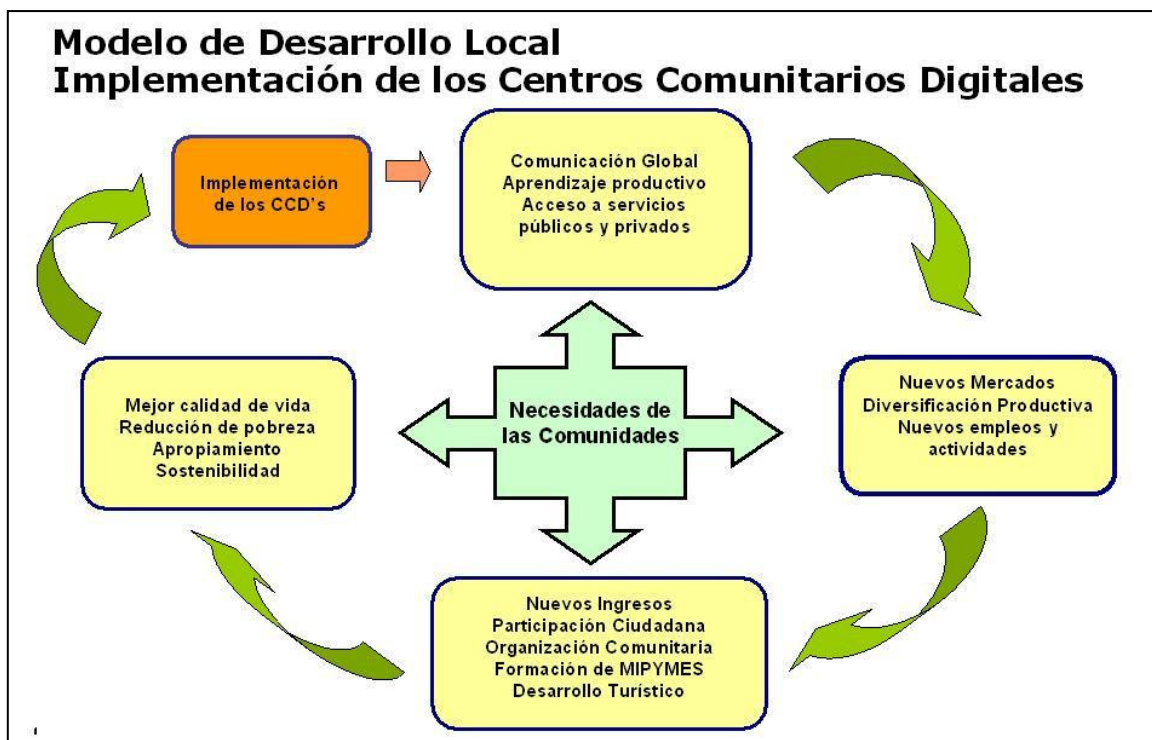 Modelo de Desarrollo Local
Implementación de los Centros Comunitarios Digitales
Implementación
de los CCD's
Comunicación Global
Aprendizaje productivo
Acceso a servicios
públicos y privados
Nuevos Mercados
Diversificación Productiva
Nuevos empleos y
actividades
Necesidades de
las Comunidades
Mejor calidad de vida
Reducción de pobreza
Apropiamiento
Sostenibilidad
Nuevos Ingresos
Participación Ciudadana
Organización Comunitaria
Formación de MIPYMES
Desarrollo Turístico